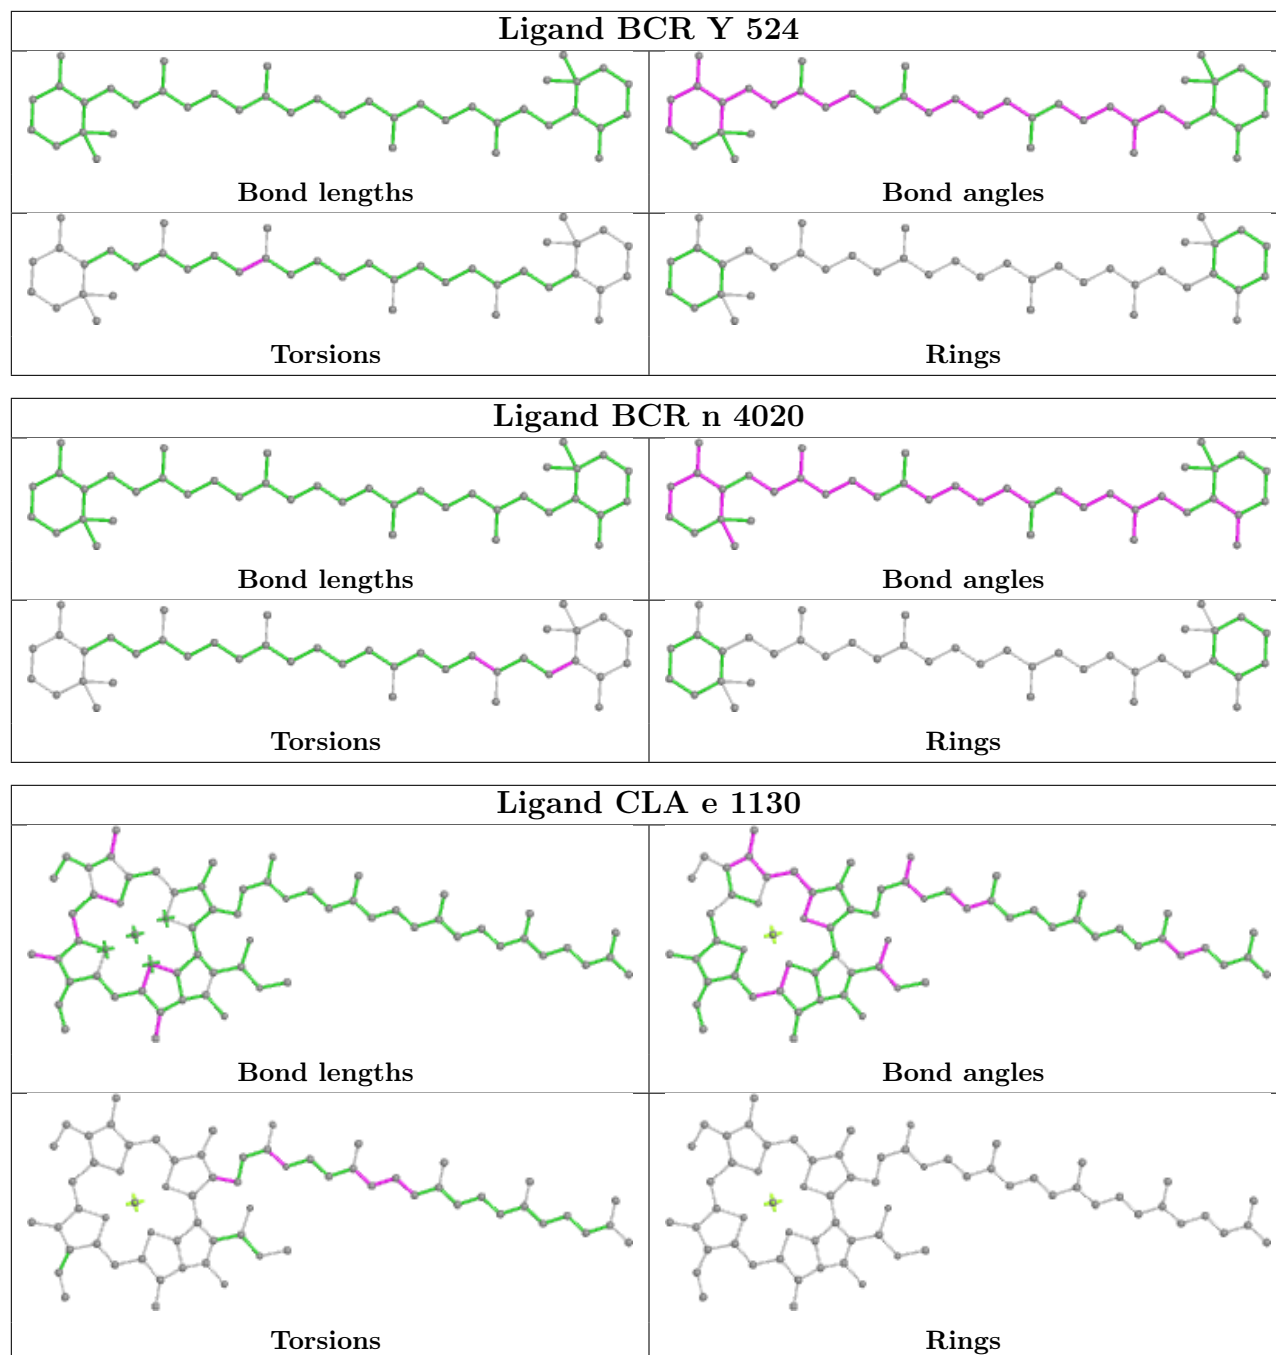 Ligand BCR Y 524
Bond lengths
Bond angles
Torsions
Rings
Ligand BCR n 4020
Bond lengths
Bond angles
Torsions
Rings
Ligand CLA e 1130
Bond lengths
Bond angles
Torsions
Rings